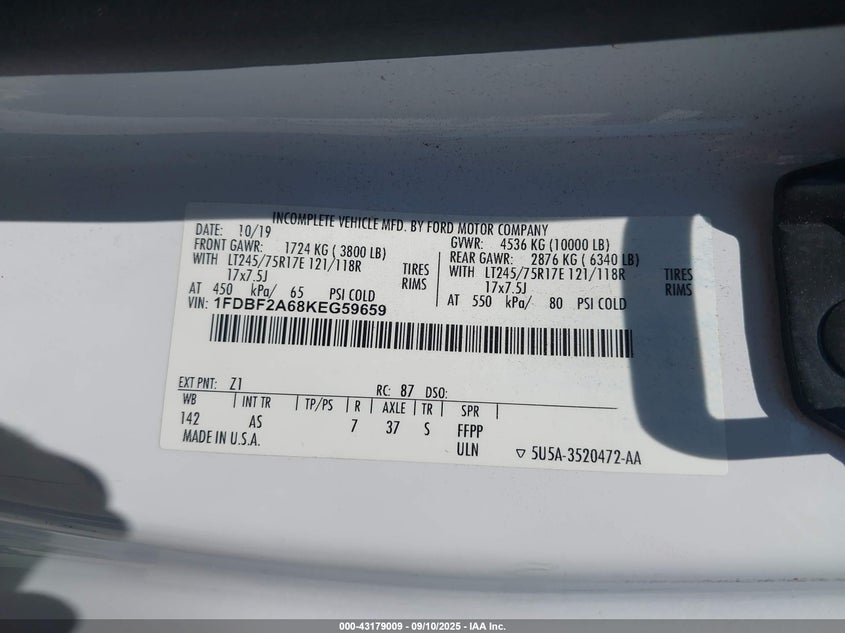 INCOMPLETE VEHICLE MFD. BY FORD MOTOR COMPANY
DATE: 10/19 GVWR: 4536 KG (10000 LB)
FRONT GAWR: 1724 KG ( 3800 LB) REAR GAWR: 2876 KG ( 6340 LB)
WITH LT245/75R17E 121/118R TIRES WITH LT245/75R17E 121/118R TIRES
17x7.5J RIMS 17x7.5J RIMS
AT 450 kPa/ 65 PSI COLD AT 550 kPa/ 80 PSI COLD
VIN: 1FDBF2A68KEG59659
EXT PNT: Z1 RC: 87 DSO:
WB INT TR TP/PS R AXLE TR SPR
142 AS 7 37 S FFPP
MADE IN U.S.A. ULN ▽ 5U5A-3520472-AA
000-43179009 - 09/10/2025 - IAA Inc.